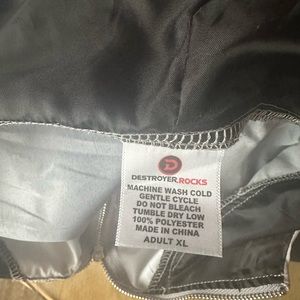 DESTROYER.ROCKS
MACHINE WASH COLD
GENTLE CYCLE
DO NOT BLEACH
TUMBLE DRY LOW
100% POLYESTER
MADE IN CHINA
ADULT XL